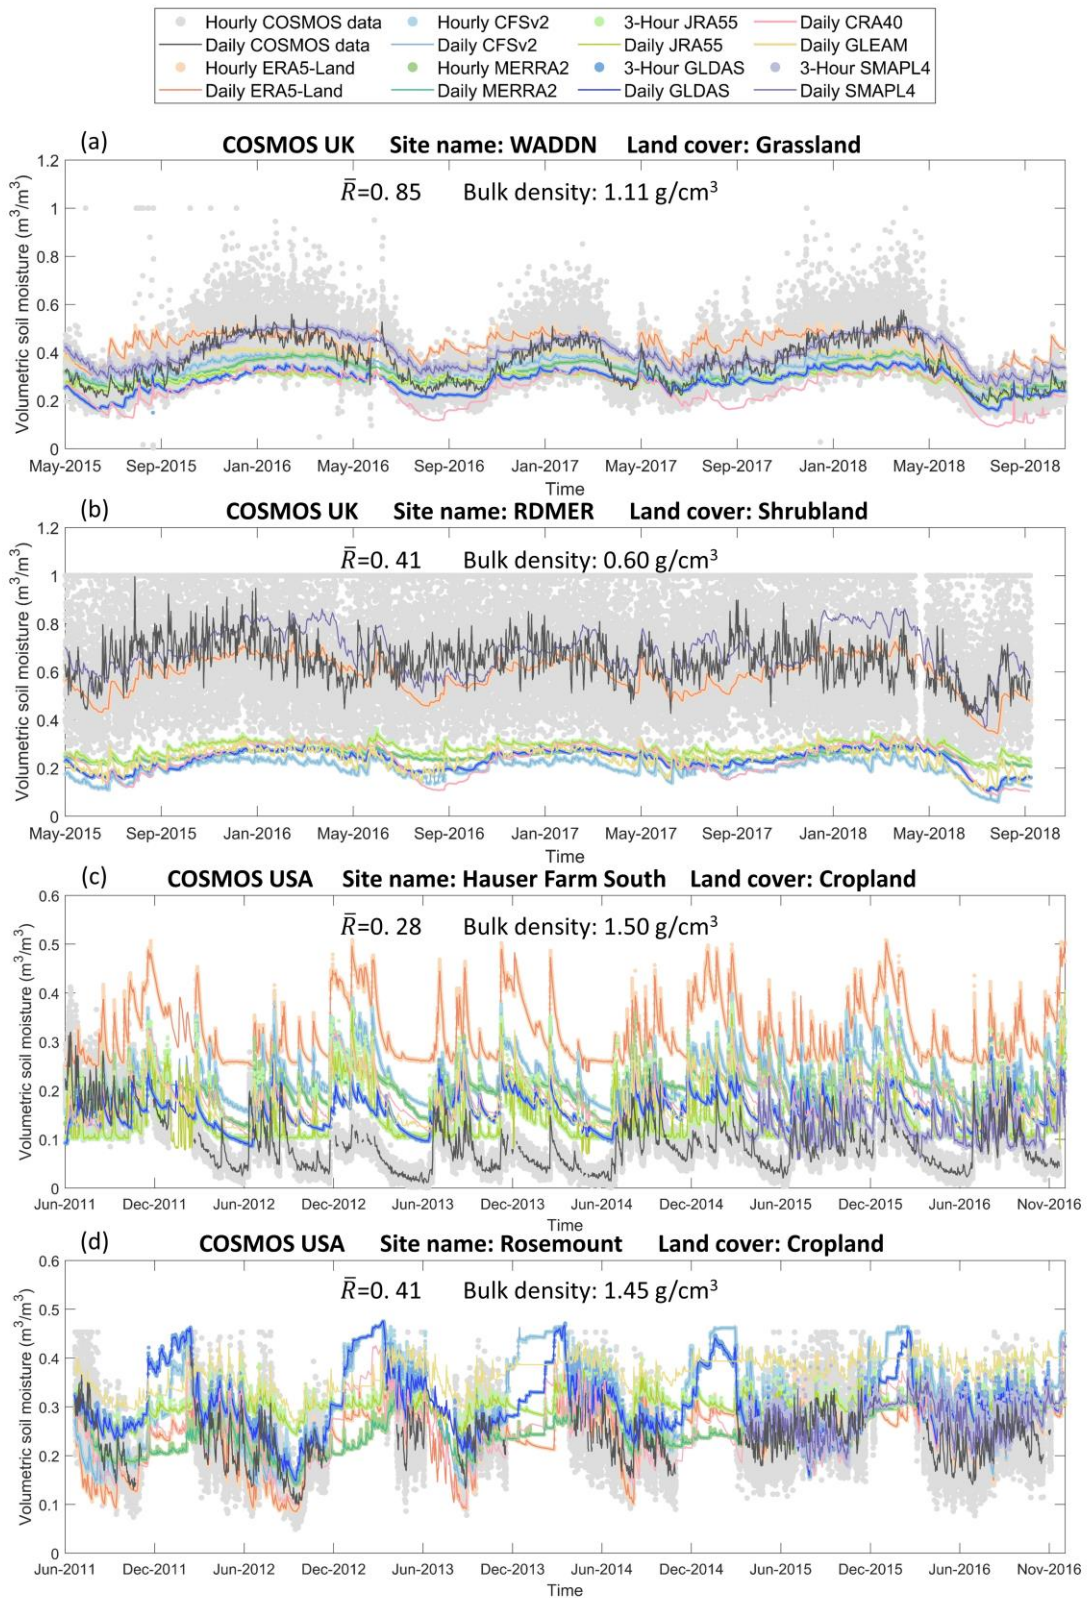 Hourly COSMOS data Hourly CFSv2 3-Hour JRA55 Daily CRA40
Daily COSMOS data Daily CFSv2 Daily JRA55 Daily GLEAM
Hourly ERA5-Land Hourly MERRA2 3-Hour GLDAS 3-Hour SMAPL4
Daily ERA5-Land Daily MERRA2 Daily GLDAS Daily SMAPL4
(a) COSMOS UK Site name: WADDN Land cover: Grassland
R̅=0. 85 Bulk density: 1.11 g/cm³
Volumetric soil moisture (m³/m³)
1.2
1
0.8
0.6
0.4
0.2
0
May-2015 Sep-2015 Jan-2016 May-2016 Sep-2016 Jan-2017 May-2017 Sep-2017 Jan-2018 May-2018 Sep-2018
Time
(b) COSMOS UK Site name: RDMER Land cover: Shrubland
R̅=0. 41 Bulk density: 0.60 g/cm³
Volumetric soil moisture (m³/m³)
1.2
1
0.8
0.6
0.4
0.2
0
May-2015 Sep-2015 Jan-2016 May-2016 Sep-2016 Jan-2017 May-2017 Sep-2017 Jan-2018 May-2018 Sep-2018
Time
(c) COSMOS USA Site name: Hauser Farm South Land cover: Cropland
R̅=0. 28 Bulk density: 1.50 g/cm³
Volumetric soil moisture (m³/m³)
0.6
0.5
0.4
0.3
0.2
0.1
0
Jun-2011 Dec-2011 Jun-2012 Dec-2012 Jun-2013 Dec-2013 Jun-2014 Dec-2014 Jun-2015 Dec-2015 Jun-2016 Nov-2016
Time
(d) COSMOS USA Site name: Rosemount Land cover: Cropland
R̅=0. 41 Bulk density: 1.45 g/cm³
Volumetric soil moisture (m³/m³)
0.6
0.5
0.4
0.3
0.2
0.1
0
Jun-2011 Dec-2011 Jun-2012 Dec-2012 Jun-2013 Dec-2013 Jun-2014 Dec-2014 Jun-2015 Dec-2015 Jun-2016 Nov-2016
Time